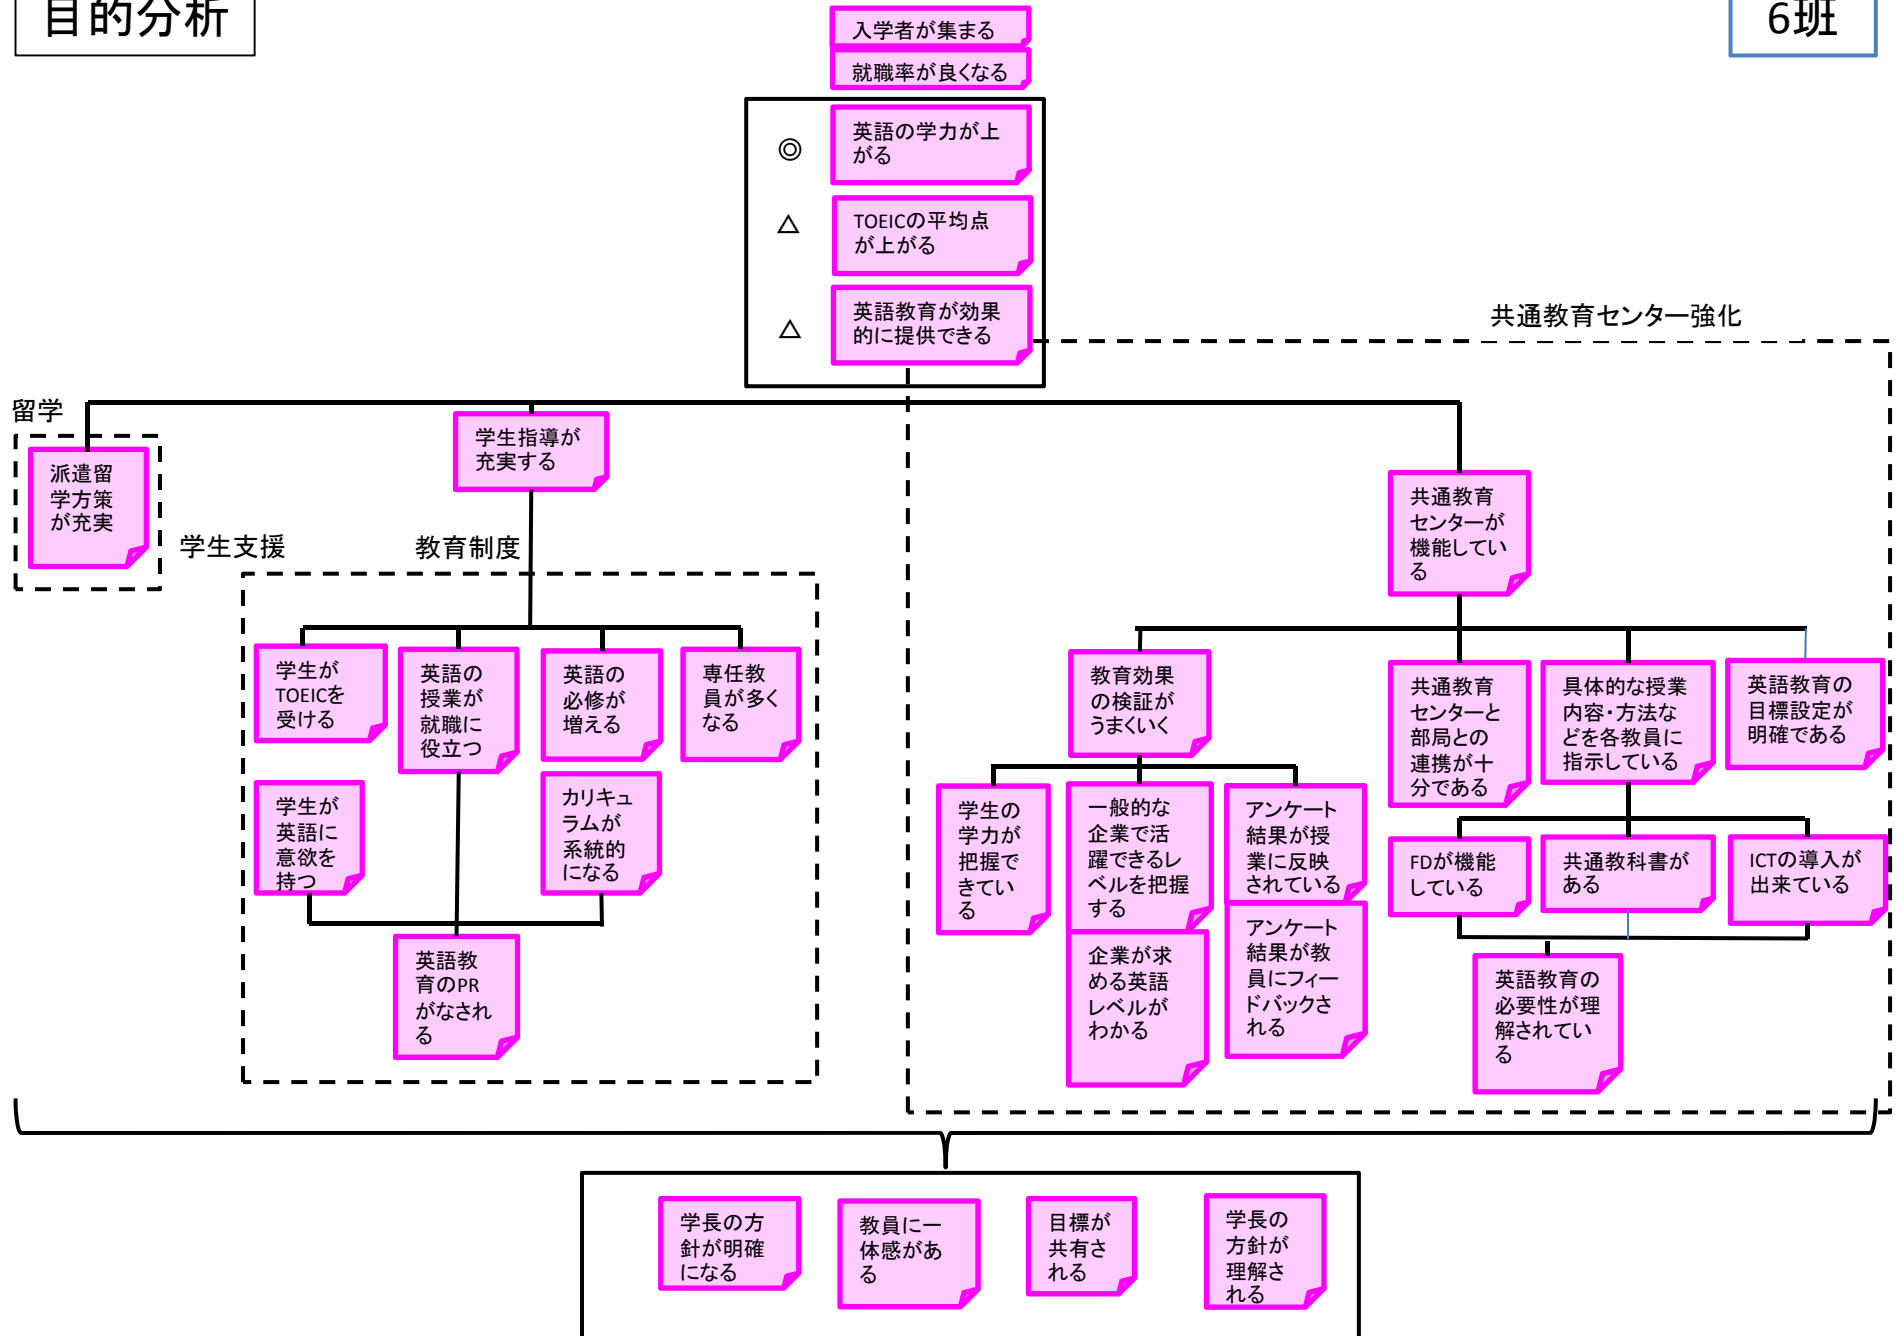 目的分析
6班
入学者が集まる
就職率が良くなる
◎
英語の学力が上
がる
△
TOEICの平均点
が上がる
△
英語教育が効果
的に提供できる
共通教育センター強化
留学
派遣留
学方策
が充実
学生指導が
充実する
共通教育
センターが
機能してい
る
学生支援
教育制度
学生が
TOEICを
受ける
英語の
授業が
就職に
役立つ
英語の
必修が
増える
専任教
員が多く
なる
学生が
英語に
意欲を
持つ
カリキュ
ラムが
系統的
になる
英語教
育のPR
がなされ
る
教育効果
の検証が
うまくいく
共通教育
センターと
部局との
連携が十
分である
具体的な授業
内容・方法な
どを各教員に
指示している
英語教育の
目標設定が
明確である
学生の
学力が
把握で
きてい
る
一般的な
企業で活
躍できるレ
ベルを把握
する
アンケート
結果が授
業に反映
されている
企業が求
める英語
レベルが
わかる
アンケート
結果が教
員にフィー
ドバックさ
れる
FDが機能
している
共通教科書が
ある
ICTの導入が
出来ている
英語教育の
必要性が理
解されてい
る
学長の方
針が明確
になる
教員に一
体感があ
る
目標が
共有さ
れる
学長の
方針が
理解さ
れる